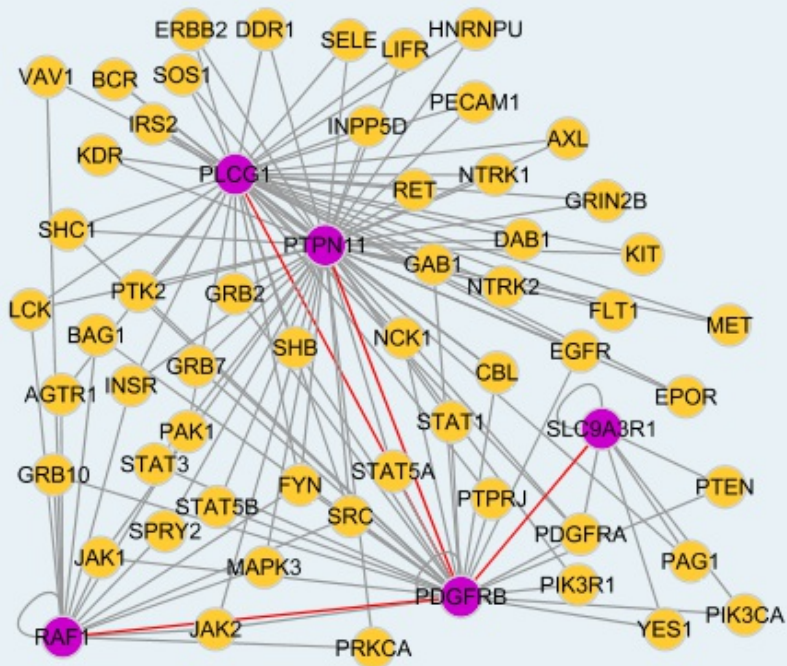 ERBB2
DDR1
SELE
LIFR
HNRNPU
VAV1
BCR
SOS1
PECAM1
IRS2
INPP5D
AXL
KDR
PLCG1
RET
NTRK1
GRIN2B
SHC1
PTPN11
DAB1
KIT
GAB1
LCK
PTK2
GRB2
NTRK2
FLT1
MET
BAG1
SHB
NCK1
EGFR
GRB7
CBL
AGTR1
INSR
EPOR
PAK1
STAT1
SLC9A3R1
GRB10
STAT3
STAT5A
FYN
PTPRJ
PTEN
STAT5B
SRC
SPRY2
PDGFRA
JAK1
MAPK3
PAG1
PDGFRB
PIK3R1
PIK3CA
RAF1
JAK2
YES1
PRKCA